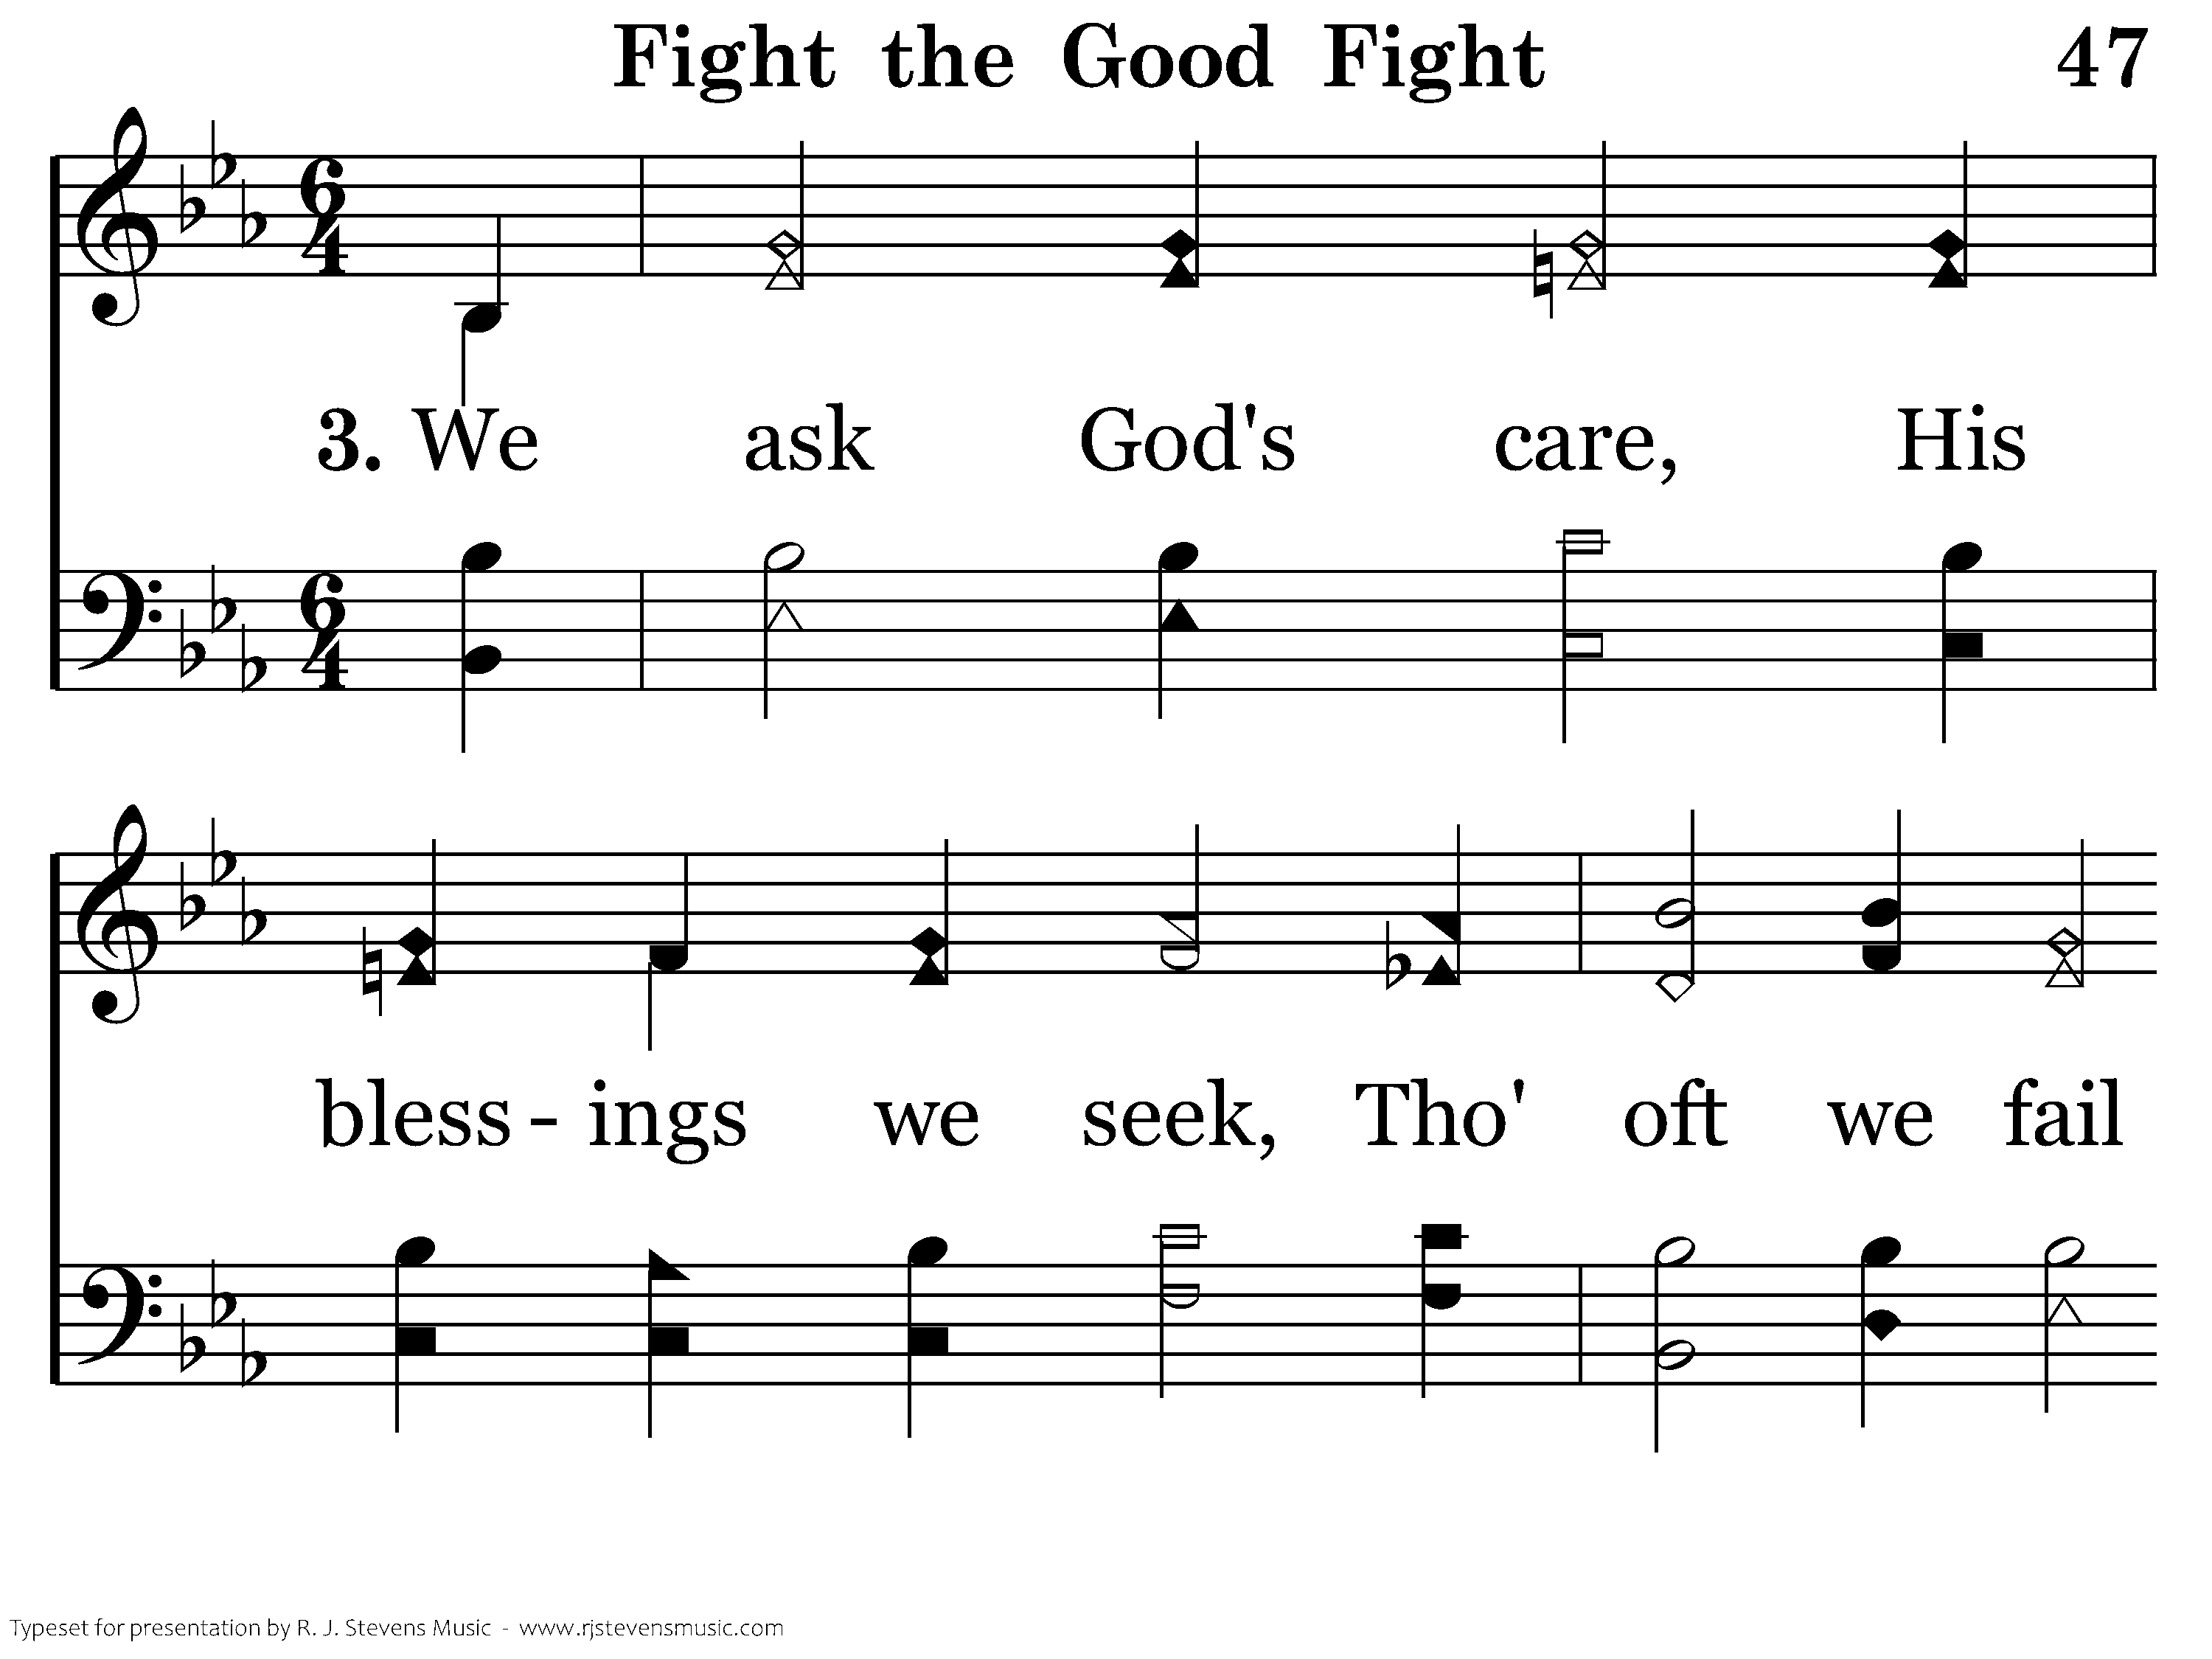 Fight the Good Fight 47
3. We ask God's care, His
bless - ings we seek, Tho' oft we fail
Typeset for presentation by R. J. Stevens Music - www.rjstevensmusic.com